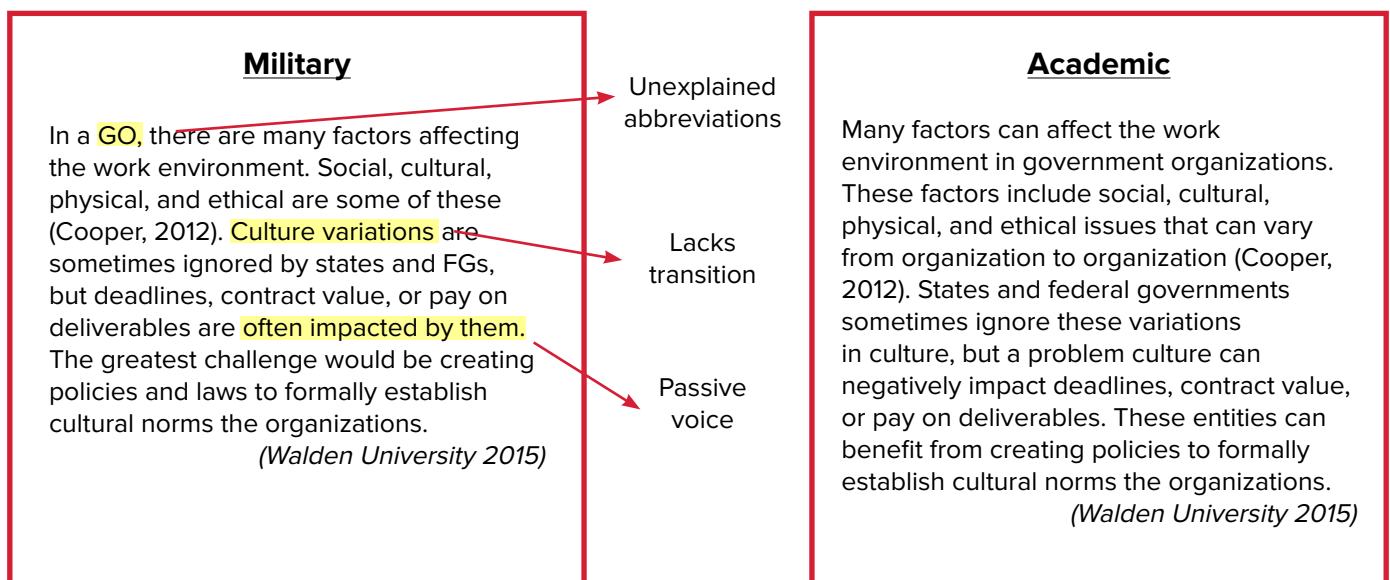 Military
In a GO, there are many factors affecting
the work environment. Social, cultural,
physical, and ethical are some of these
(Cooper, 2012). Culture variations are
sometimes ignored by states and FGs,
but deadlines, contract value, or pay on
deliverables are often impacted by them.
The greatest challenge would be creating
policies and laws to formally establish
cultural norms the organizations.
(Walden University 2015)
Unexplained
abbreviations
Lacks
transition
Passive
voice
Academic
Many factors can affect the work
environment in government organizations.
These factors include social, cultural,
physical, and ethical issues that can vary
from organization to organization (Cooper,
2012). States and federal governments
sometimes ignore these variations
in culture, but a problem culture can
negatively impact deadlines, contract value,
or pay on deliverables. These entities can
benefit from creating policies to formally
establish cultural norms the organizations.
(Walden University 2015)